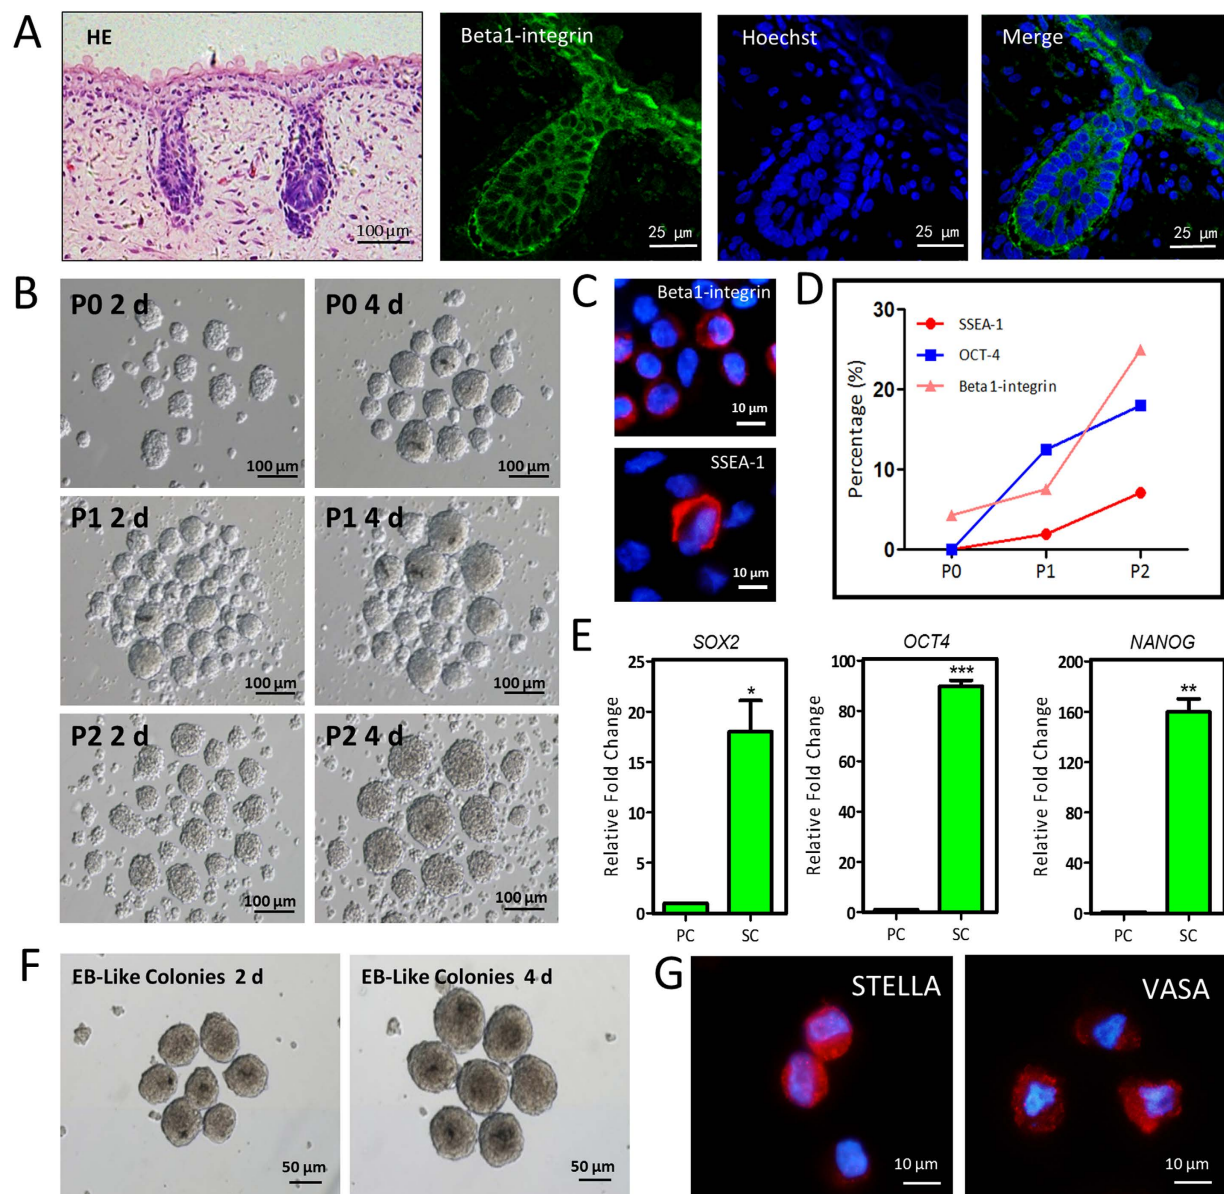 A
HE
100 μm
Beta1-integrin
25 μm
Hoechst
25 μm
Merge
25 μm
B
P0 2 d
100 μm
P0 4 d
100 μm
P1 2 d
100 μm
P1 4 d
100 μm
P2 2 d
100 μm
P2 4 d
100 μm
C
Beta1-integrin
10 μm
SSEA-1
10 μm
D
Percentage (%)
30
20
10
0
SSEA-1
OCT-4
Beta1-integrin
P0 P1 P2
E
SOX2
Relative Fold Change
25
20
15
10
5
0
*
PC SC
OCT4
Relative Fold Change
100
80
60
40
20
0
***
PC SC
NANOG
Relative Fold Change
200
160
120
80
40
0
**
PC SC
F
EB-Like Colonies 2 d
50 μm
EB-Like Colonies 4 d
50 μm
G
STELLA
10 μm
VASA
10 μm